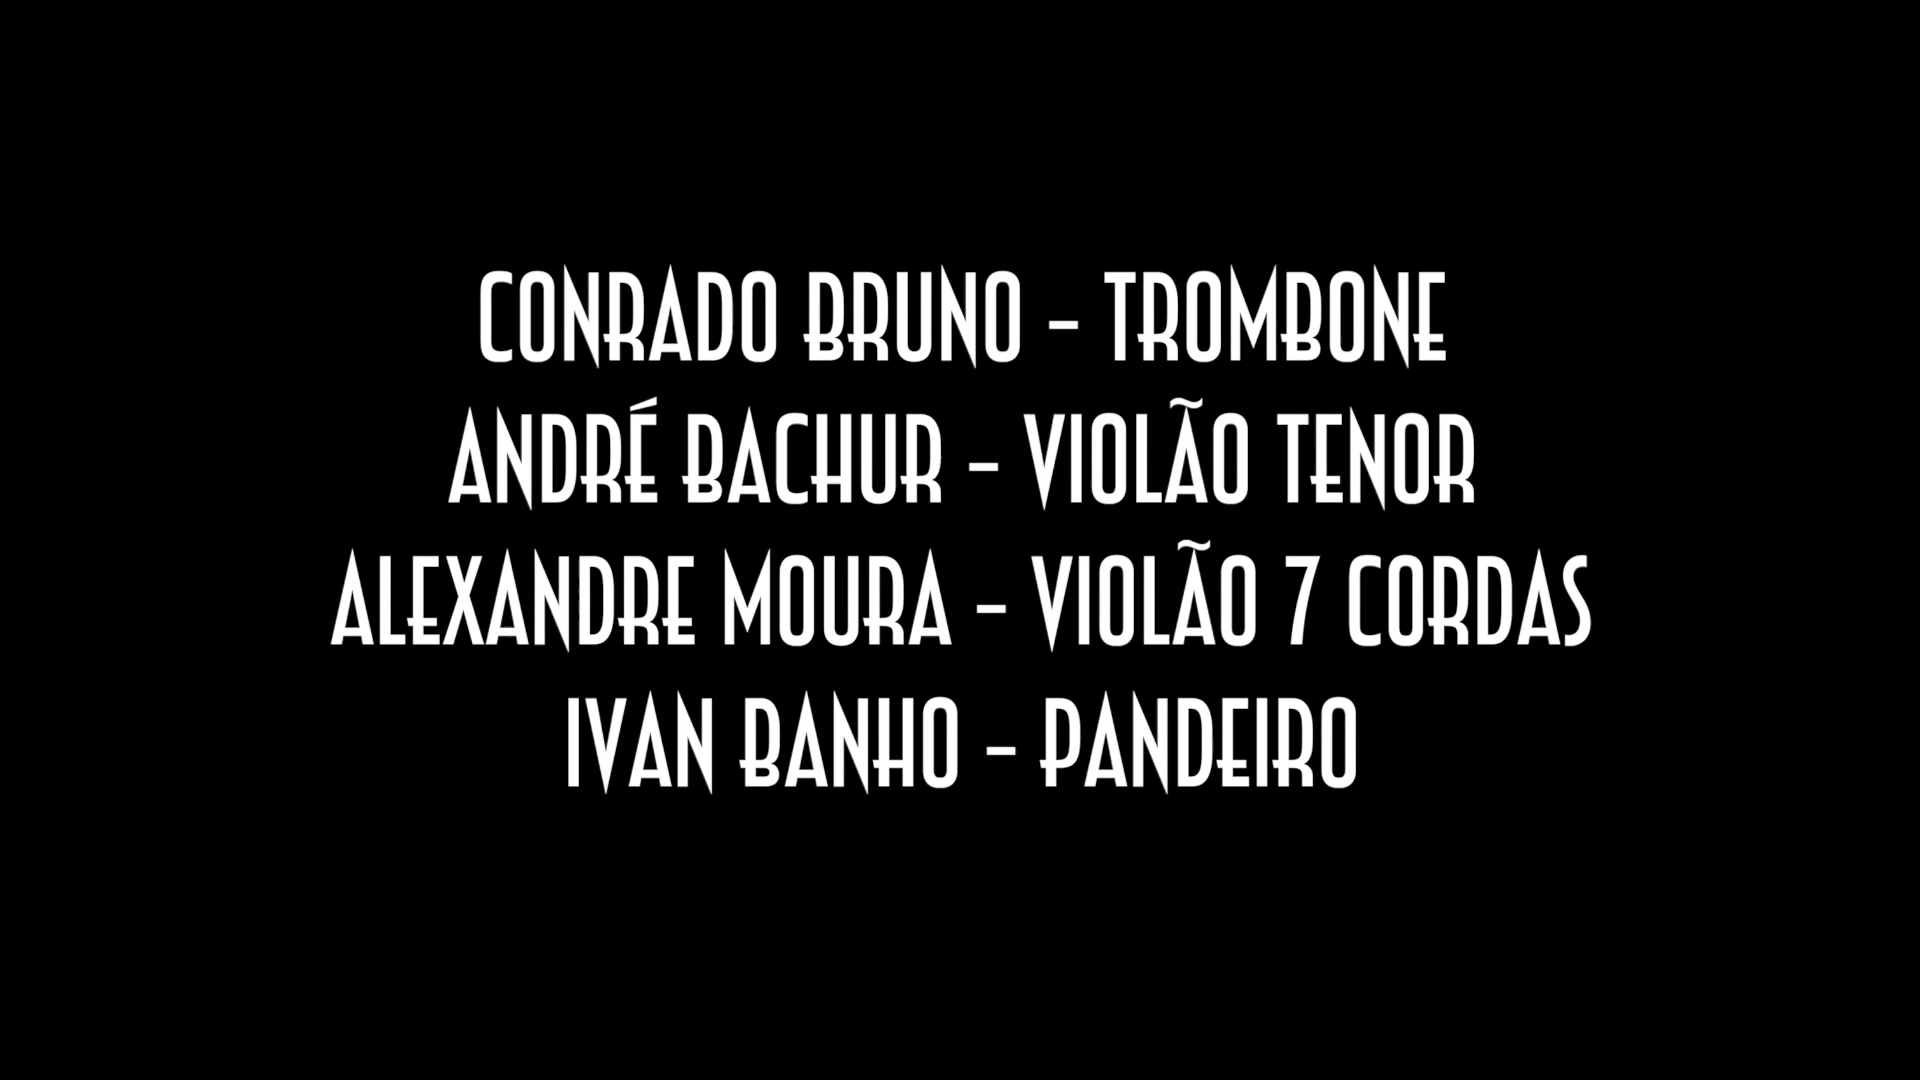 CONRADO BRUNO - TROMBONE
ANDRÉ BACHUR - VIOLÃO TENOR
ALEXANDRE MOURA - VIOLÃO 7 CORDAS
IVAN BANHO - PANDEIRO